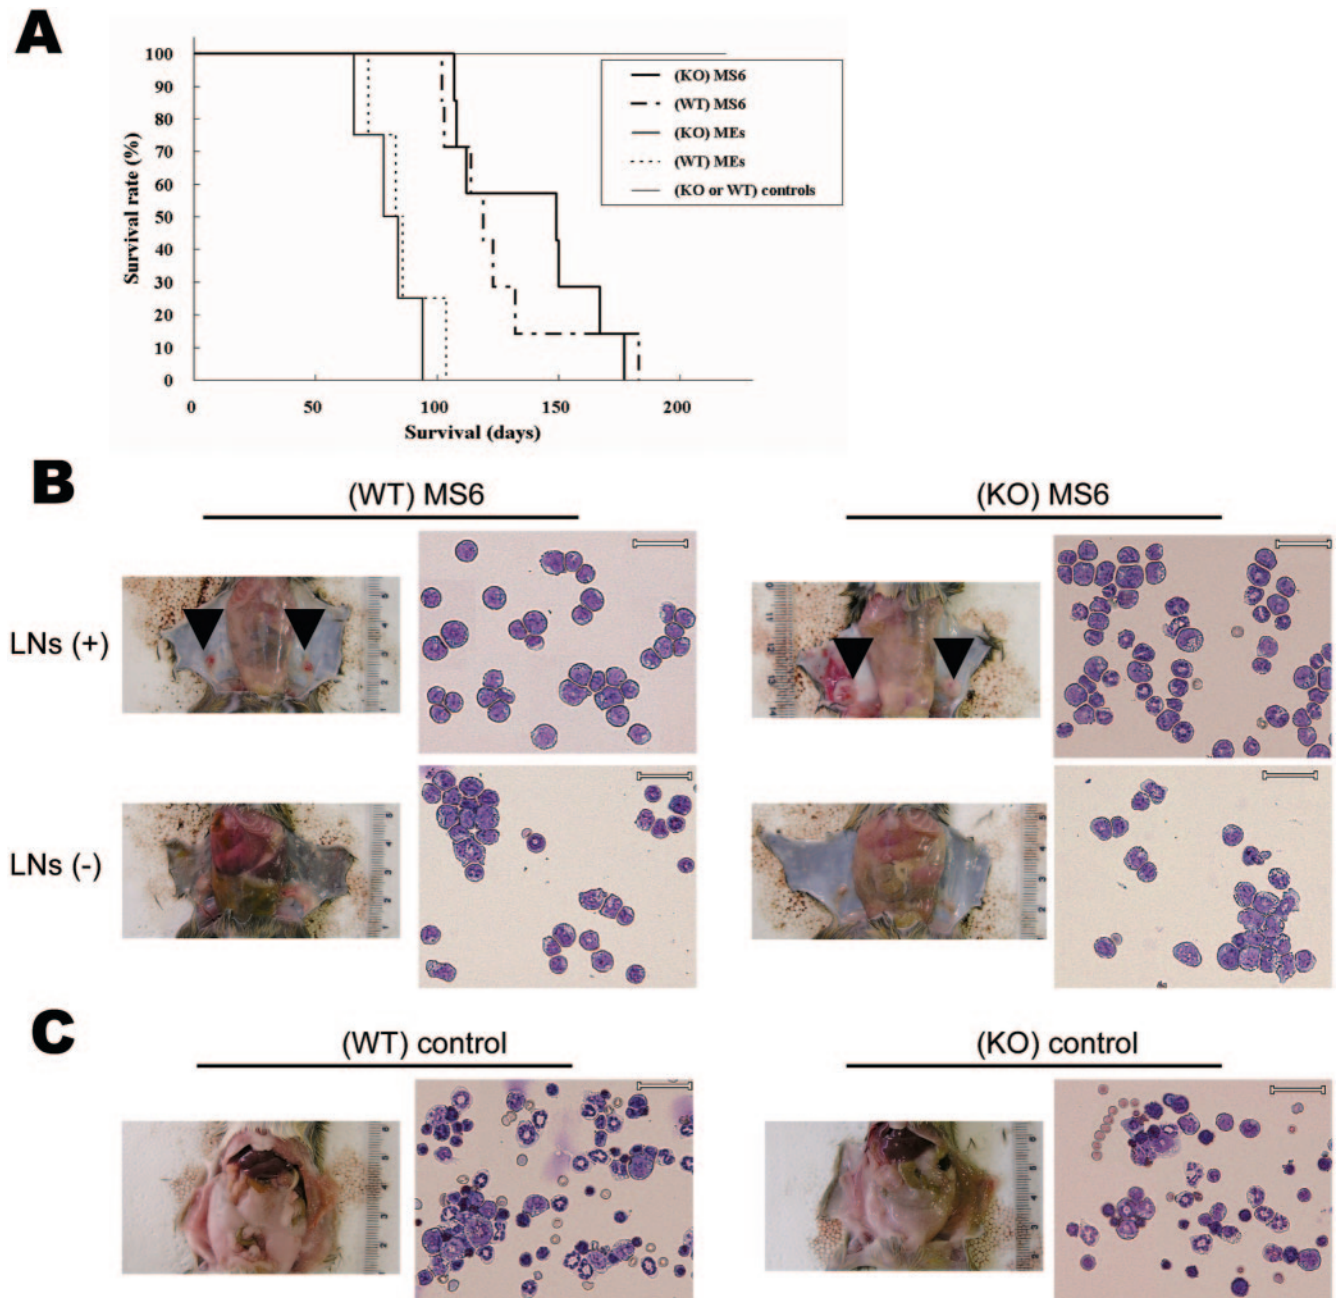 A
100
90
80
70
60
50
40
30
20
10
0
Survival rate (%)
0 50 100 150 200
Survival (days)
(KO) MS6
(WT) MS6
(KO) MEs
(WT) MEs
(KO or WT) controls
B
(WT) MS6 (KO) MS6
LNs (+)
LNs (-)
C
(WT) control (KO) control